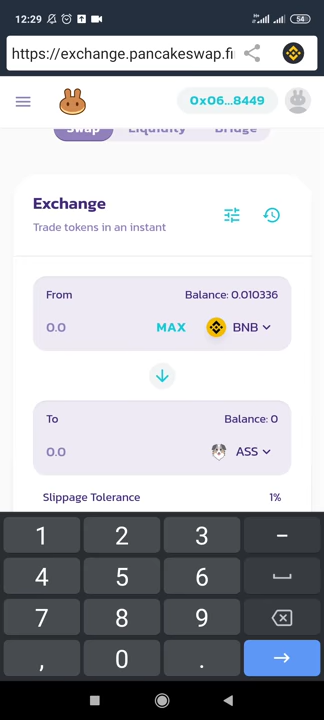 12:29
54
https://exchange.pancakeswap.fi
0x06...8449
Swap
Liquidity
Bridge
Exchange
Trade tokens in an instant
From
Balance: 0.010336
0.0
MAX
BNB
To
Balance: 0
0.0
ASS
Slippage Tolerance
1%
1 2 3 −
4 5 6
7 8 9
, 0 .